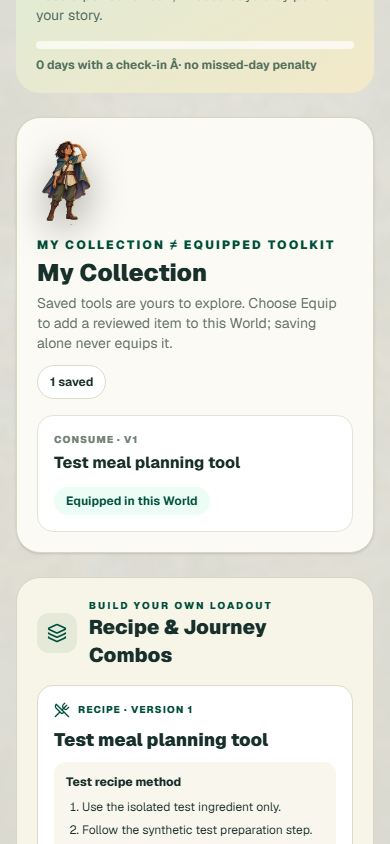 your story.
0 days with a check-in Â· no missed-day penalty
MY COLLECTION ≠ EQUIPPED TOOLKIT
My Collection
Saved tools are yours to explore. Choose Equip
to add a reviewed item to this World; saving
alone never equips it.
1 saved
CONSUME · V1
Test meal planning tool
Equipped in this World
BUILD YOUR OWN LOADOUT
Recipe & Journey
Combos
RECIPE · VERSION 1
Test meal planning tool
Test recipe method
1. Use the isolated test ingredient only.
2. Follow the synthetic test preparation step.